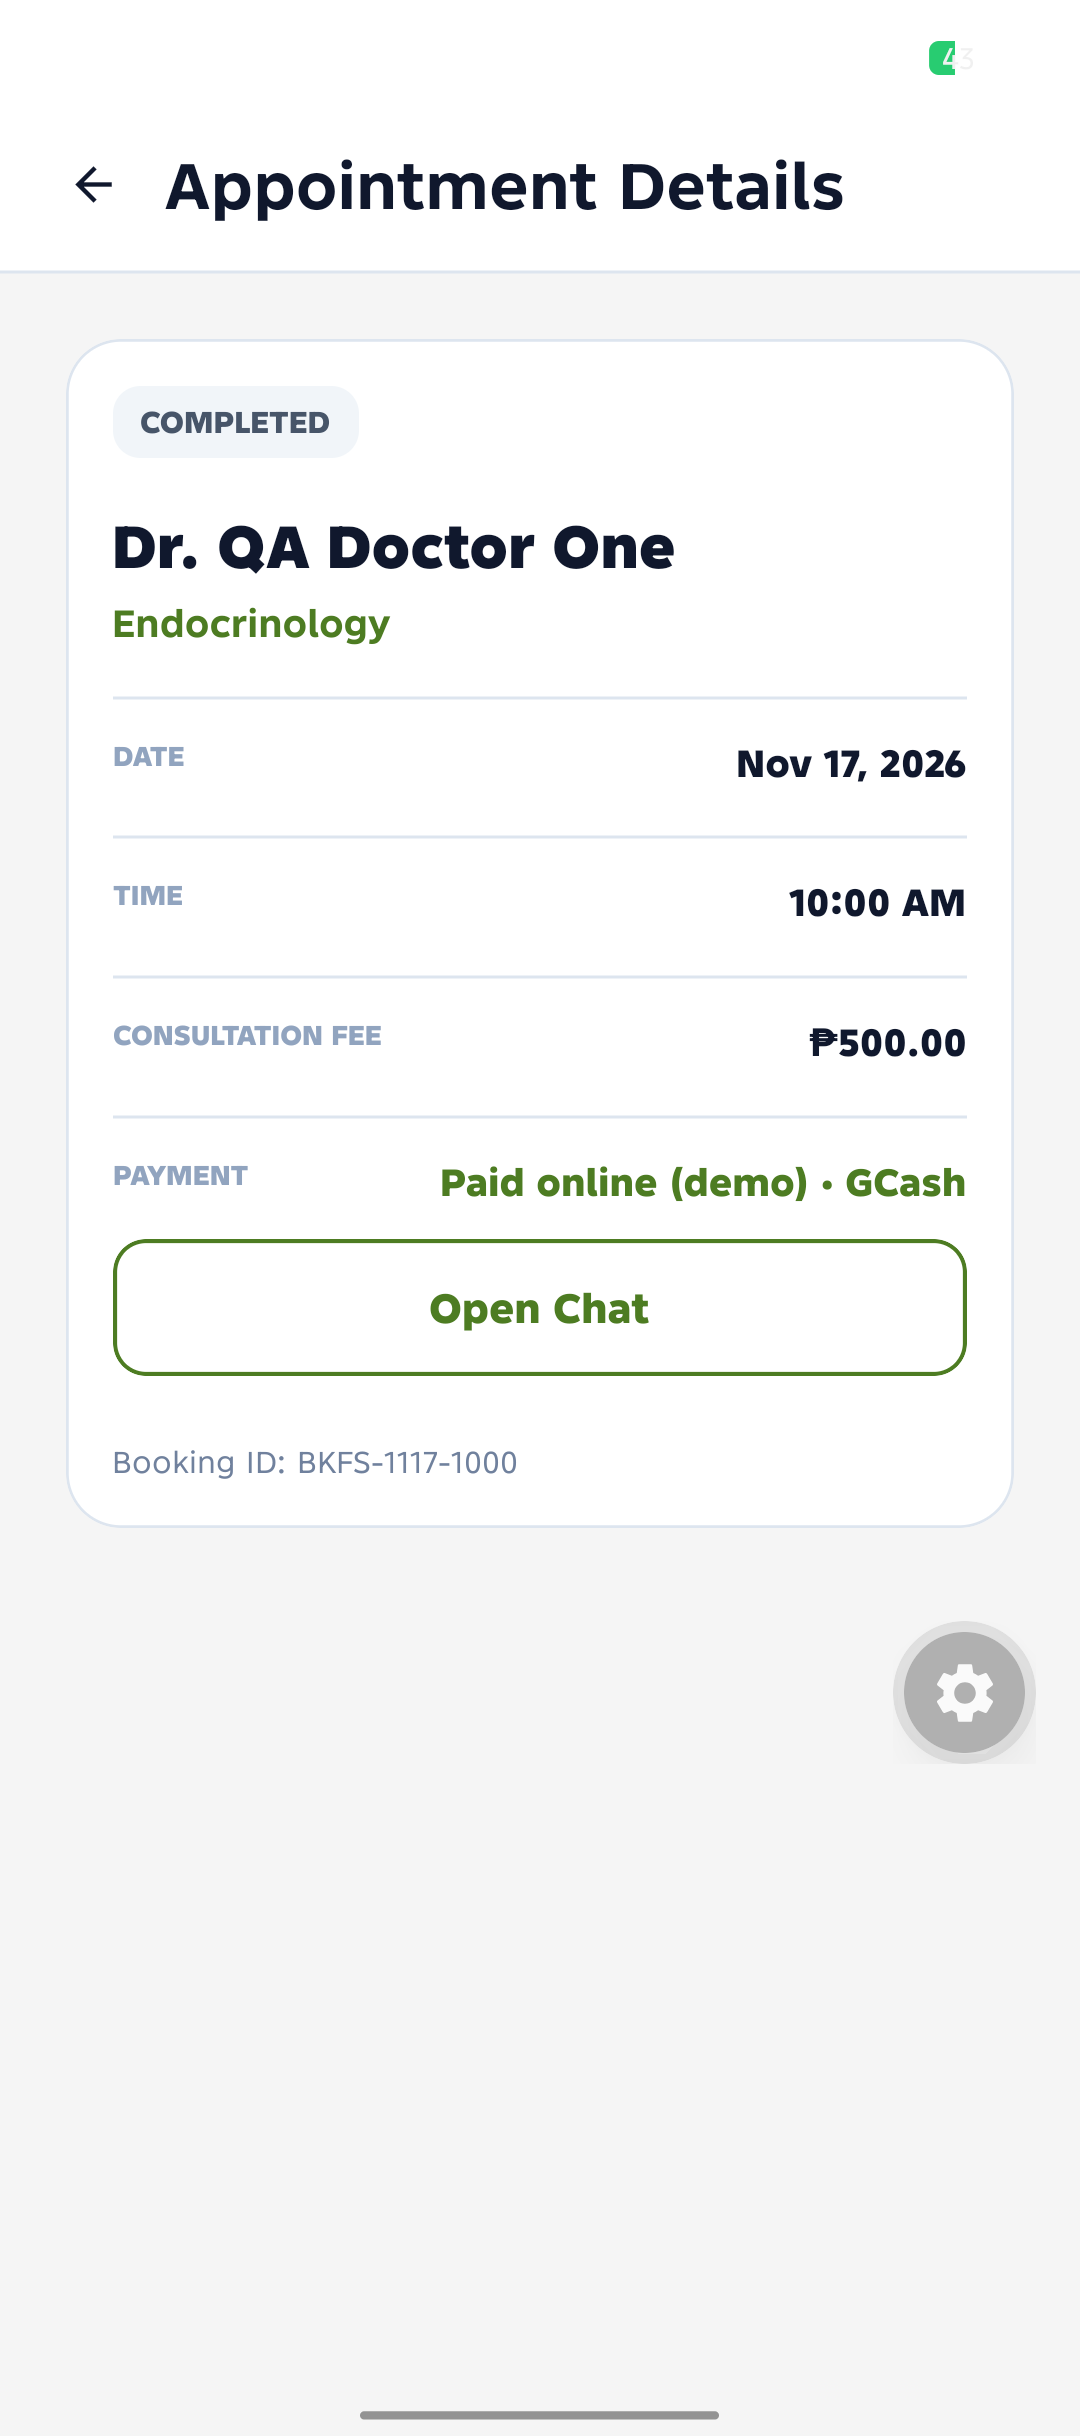 43
Appointment Details
COMPLETED
Dr. QA Doctor One
Endocrinology
DATE
Nov 17, 2026
TIME
10:00 AM
CONSULTATION FEE
₱500.00
PAYMENT
Paid online (demo) • GCash
Open Chat
Booking ID: BKFS-1117-1000